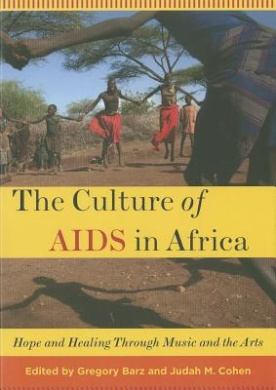 The Culture of
AIDS in Africa
Hope and Healing Through Music and the Arts
Edited by Gregory Barz and Judah M. Cohen